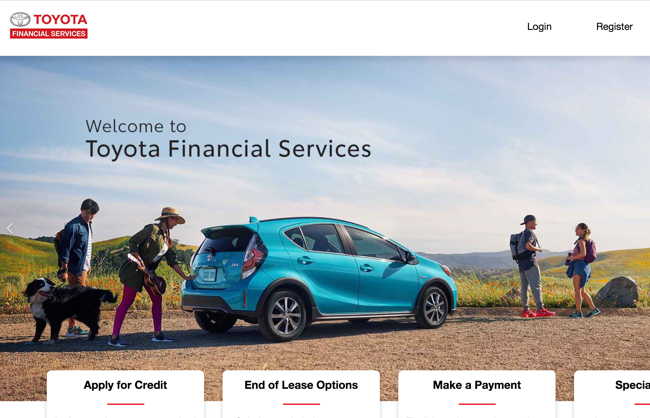 TOYOTA
FINANCIAL SERVICES
Login
Register
Welcome to
Toyota Financial Services
Apply for Credit
End of Lease Options
Make a Payment